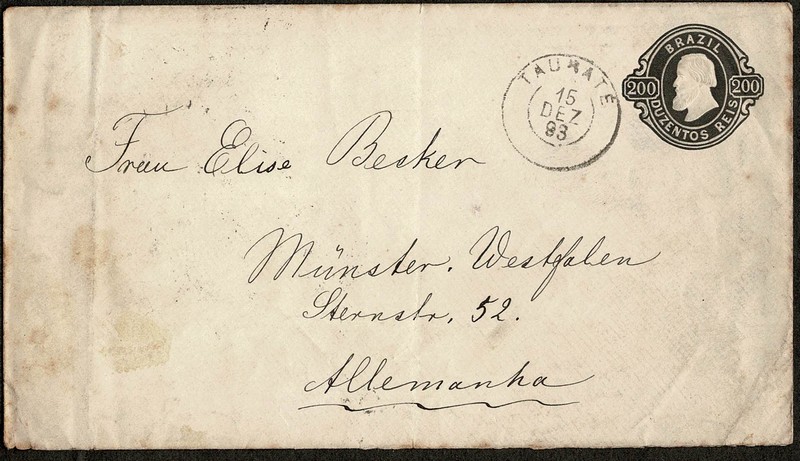 BRAZIL
200 200
DUZENTOS REIS
TAUBATÉ
15
DEZ
93
Frau Elise Becker
Münster. Westfalen
Sternstr. 52.
Allemanha